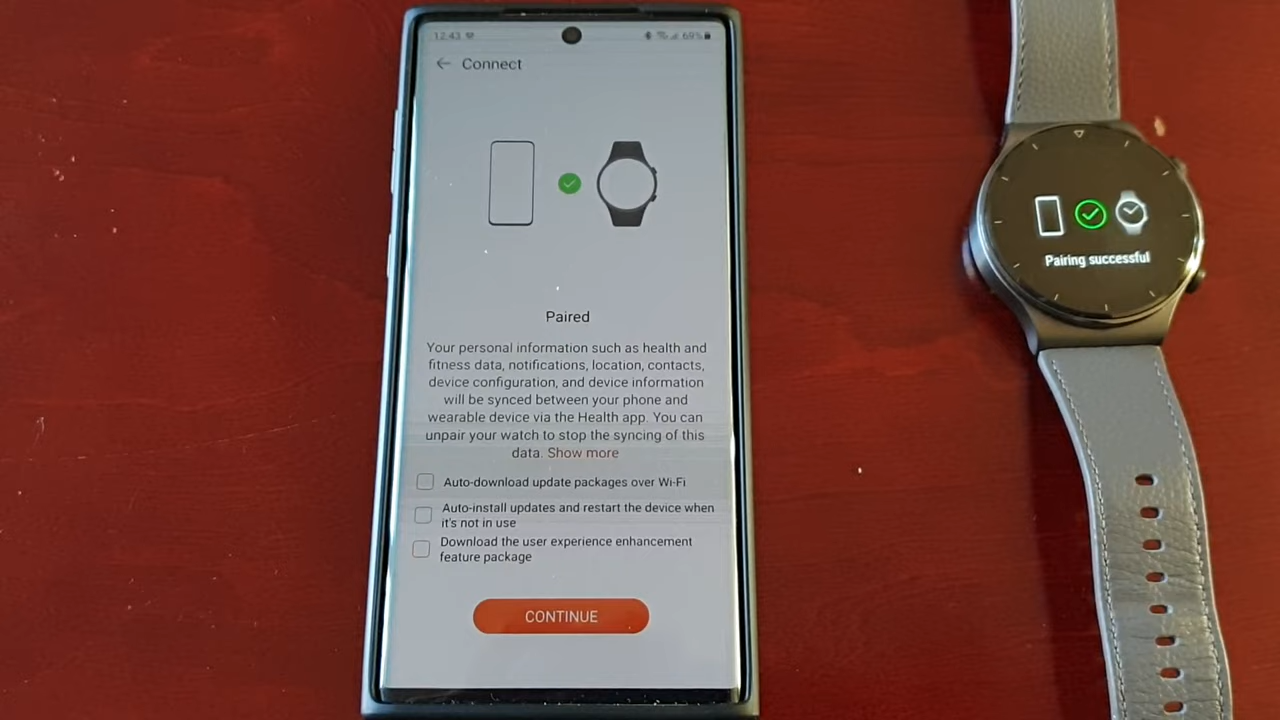 12:43
69%
Connect
Paired
Your personal information such as health and
fitness data, notifications, location, contacts,
device configuration, and device information
will be synced between your phone and
wearable device via the Health app. You can
unpair your watch to stop the syncing of this
data. Show more
Auto-download update packages over Wi-Fi
Auto-install updates and restart the device when
it's not in use
Download the user experience enhancement
feature package
CONTINUE
Pairing successful